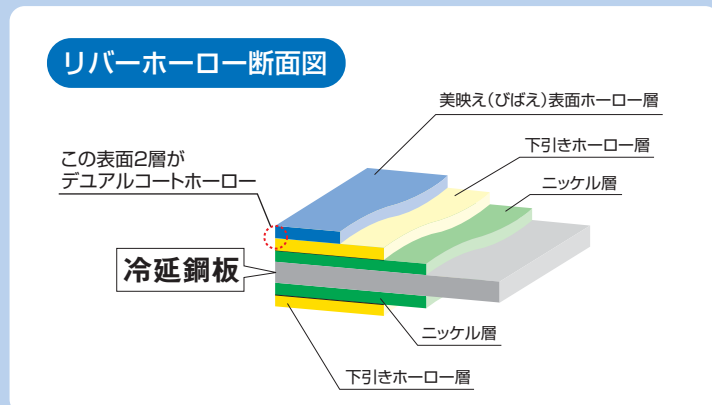 リバーホーロー断面図
美映え(びばえ)表面ホーロー層
下引きホーロー層
ニッケル層
この表面2層が
デュアルコートホーロー
冷延鋼板
ニッケル層
下引きホーロー層